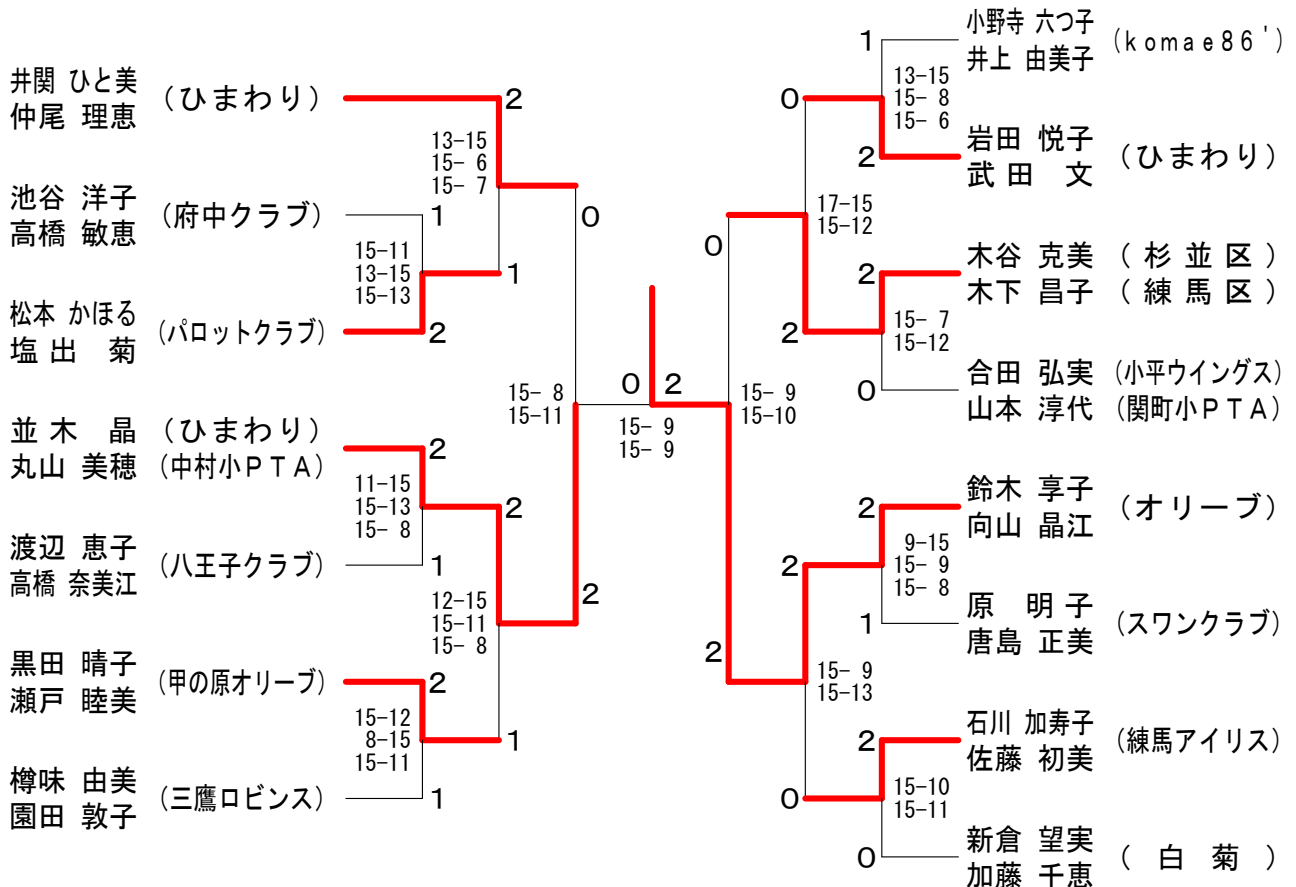 井関 ひと美 (ひまわり)
仲尾 理恵
2
13-15
15- 6
15- 7
池谷 洋子 (府中クラブ)
高橋 敏恵
1
15-11
13-15
15-13
1
松本 かほる (パロットクラブ)
塩出 菊
2
0
並木 晶 (ひまわり)
丸山 美穂 (中村小PTA)
2
11-15
15-13
15- 8
2
渡辺 恵子 (八王子クラブ)
高橋 奈美江
1
12-15
15-11
15- 8
2
15- 8
15-11
黒田 晴子 (甲の原オリーブ)
瀬戸 睦美
2
15-12
8-15
15-11
1
樽味 由美 (三鷹ロビンス)
園田 敦子
1
0 2
15- 9
15- 9
1 小野寺 六つ子 (komae86')
井上 由美子
13-15
15- 8
15- 6
0
2 岩田 悦子 (ひまわり)
武田 文
17-15
15-12
0
2 木谷 克美 (杉並区)
木下 昌子 (練馬区)
15- 7
15-12
2
0 合田 弘実 (小平ウイングス)
山本 淳代 (関町小PTA)
15- 9
15-10
2 鈴木 享子 (オリーブ)
向山 晶江
9-15
15- 9
15- 8
2
1 原 明子 (スワンクラブ)
唐島 正美
2
15- 9
15-13
2 石川 加寿子 (練馬アイリス)
佐藤 初美
15-10
15-11
0
0 新倉 望実 (白菊)
加藤 千恵